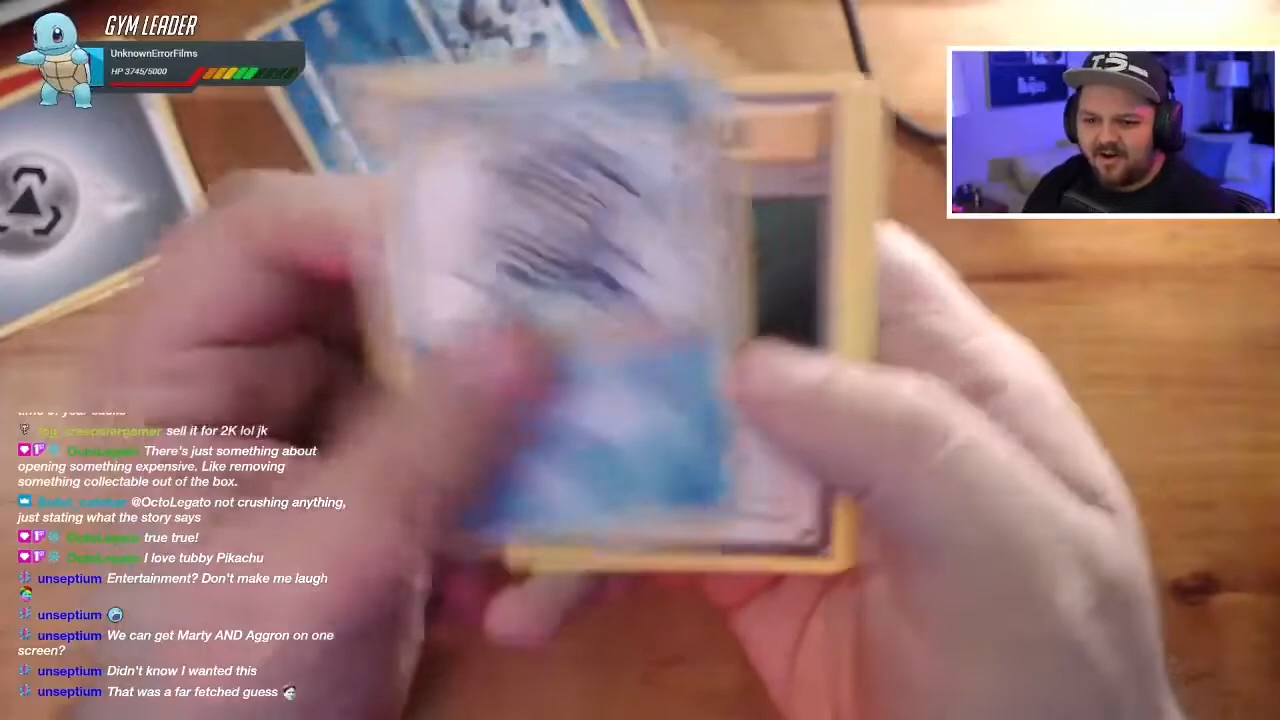 GYM LEADER
UnknownErrorFilms
HP 3745/5000
sell it for 2K lol jk
OctoLegato There's just something about
opening something expensive. Like removing
something collectable out of the box.
@OctoLegato not crushing anything,
just stating what the story says
OctoLegato true true!
OctoLegato I love tubby Pikachu
unseptium Entertainment? Don't make me laugh
unseptium
unseptium We can get Marty AND Aggron on one
screen?
unseptium Didn't know I wanted this
unseptium That was a far fetched guess